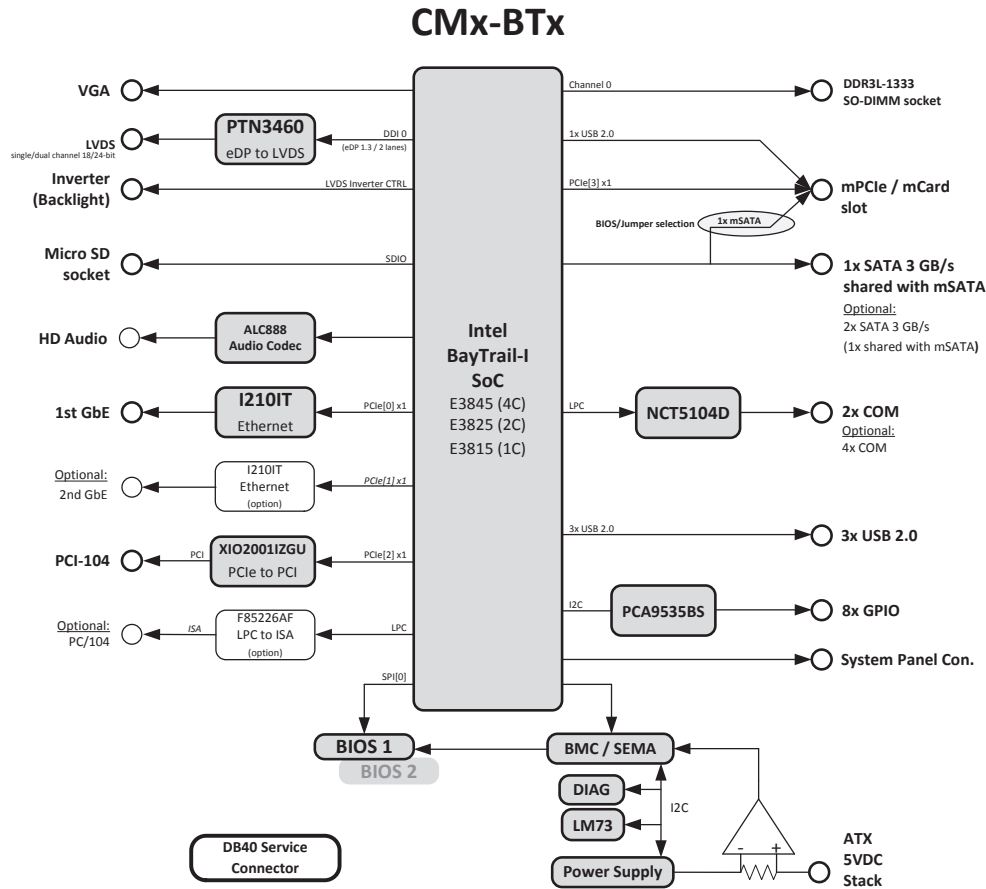 CMx-BTx
VGA
PTN3460
eDP to LVDS
DDI 0
(eDP 1.3 / 2 lanes)
LVDS
single/dual channel 18/24-bit
Inverter
(Backlight)
LVDS Inverter CTRL
Micro SD
socket
SDIO
HD Audio
ALC888
Audio Codec
1st GbE
I210IT
Ethernet
PCIe[0] x1
Optional:
2nd GbE
I210IT
Ethernet
(option)
PCIe[1] x1
PCI-104
PCI
XIO2001IZGU
PCIe to PCI
PCIe[2] x1
Optional:
PC/104
ISA
F85226AF
LPC to ISA
(option)
LPC
SPI[0]
Intel
BayTrail-I
SoC
E3845 (4C)
E3825 (2C)
E3815 (1C)
Channel 0
DDR3L-1333
SO-DIMM socket
1x USB 2.0
PCIe[3] x1
mPCIe / mCard
slot
BIOS/Jumper selection
1x mSATA
1x SATA 3 GB/s
shared with mSATA
Optional:
2x SATA 3 GB/s
(1x shared with mSATA)
LPC
NCT5104D
2x COM
Optional:
4x COM
3x USB 2.0
3x USB 2.0
I2C
PCA9535BS
8x GPIO
System Panel Con.
BIOS 1
BIOS 2
BMC / SEMA
DIAG
I2C
LM73
Power Supply
- +
ATX
5VDC
Stack
DB40 Service
Connector